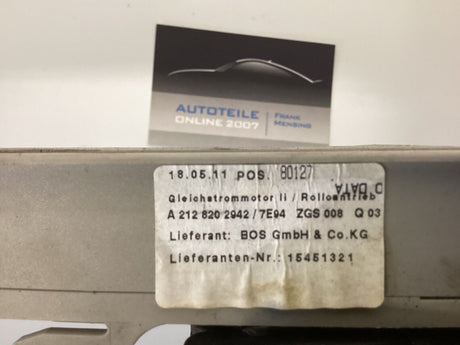 AUTOTEILE
ONLINE 2007
FRANK
MENSING
18.05.11 POS. 80127
D DATA
Gleichstrommotor li / Rolloantrieb
A 212 820 2942 / 7E94 ZGS 008 Q 03
Lieferant: BOS GmbH & Co.KG
Lieferanten-Nr.: 15451321